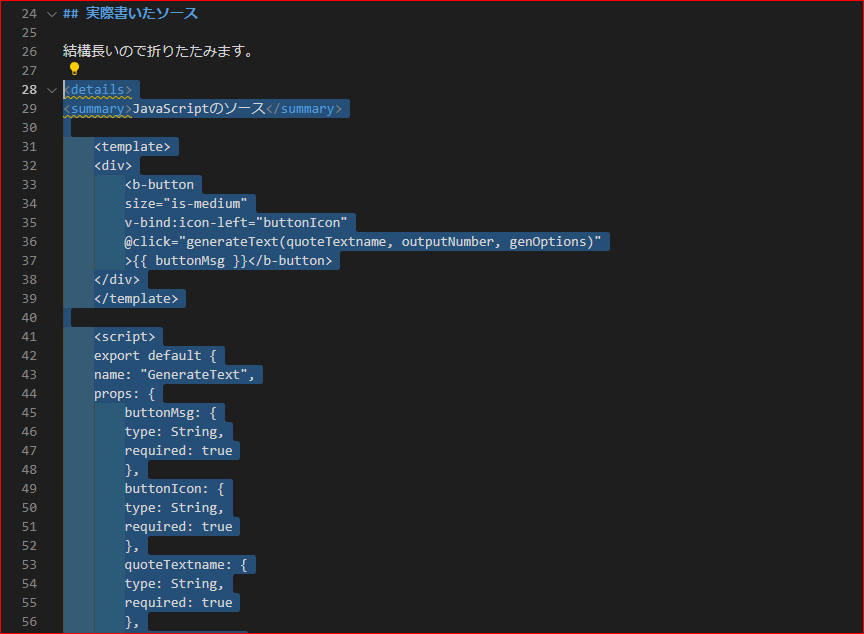 24 ## 実際書いたソース
25
26 結構長いので折りたたみます。
27
28 <details>
29 <summary>JavaScriptのソース</summary>
30
31 <template>
32 <div>
33 <b-button
34 size="is-medium"
35 v-bind:icon-left="buttonIcon"
36 @click="generateText(quoteTextname, outputNumber, genOptions)"
37 >{{ buttonMsg }}</b-button>
38 </div>
39 </template>
40
41 <script>
42 export default {
43 name: "GenerateText",
44 props: {
45 buttonMsg: {
46 type: String,
47 required: true
48 },
49 buttonIcon: {
50 type: String,
51 required: true
52 },
53 quoteTextname: {
54 type: String,
55 required: true
56 },